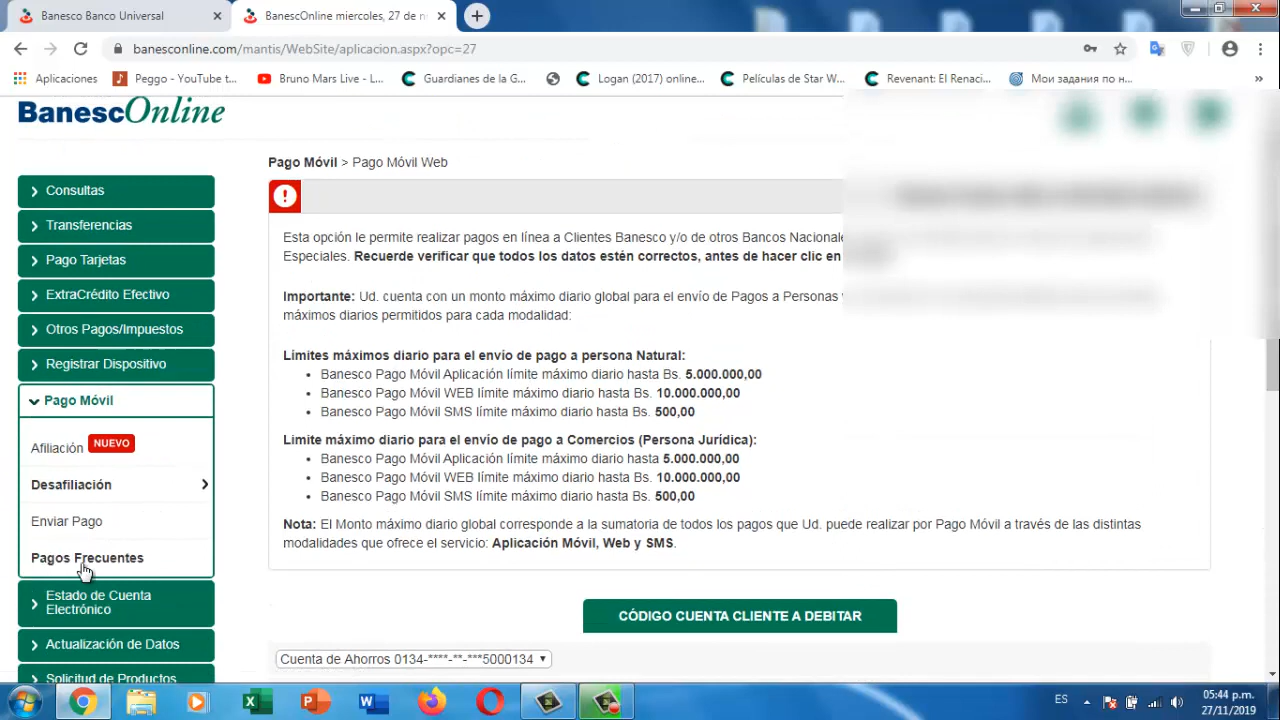 Banesco Banco Universal
BanescOnline miercoles, 27 de n
banesconline.com/mantis/WebSite/aplicacion.aspx?opc=27
Aplicaciones
Peggo - YouTube t...
Bruno Mars Live - L...
Guardianes de la G...
Logan (2017) online...
Películas de Star W...
Revenant: El Renaci...
Мои задания по н...
»
BanescOnline
Pago Móvil > Pago Móvil Web
Consultas
Transferencias
Pago Tarjetas
ExtraCrédito Efectivo
Otros Pagos/Impuestos
Registrar Dispositivo
Pago Móvil
Afiliación NUEVO
Desafiliación
Enviar Pago
Pagos Frecuentes
Estado de Cuenta
Electrónico
Actualización de Datos
Solicitud de Productos
Esta opción le permite realizar pagos en línea a Clientes Banesco y/o de otros Bancos Nacionale
Especiales. Recuerde verificar que todos los datos estén correctos, antes de hacer clic en
Importante: Ud. cuenta con un monto máximo diario global para el envío de Pagos a Personas
máximos diarios permitidos para cada modalidad:
Límites máximos diario para el envío de pago a persona Natural:
• Banesco Pago Móvil Aplicación límite máximo diario hasta Bs. 5.000.000,00
• Banesco Pago Móvil WEB límite máximo diario hasta Bs. 10.000.000,00
• Banesco Pago Móvil SMS límite máximo diario hasta Bs. 500,00
Limite máximo diario para el envío de pago a Comercios (Persona Jurídica):
• Banesco Pago Móvil Aplicación límite máximo diario hasta 5.000.000,00
• Banesco Pago Móvil WEB límite máximo diario hasta Bs. 10.000.000,00
• Banesco Pago Móvil SMS límite máximo diario hasta Bs. 500,00
Nota: El Monto máximo diario global corresponde a la sumatoria de todos los pagos que Ud. puede realizar por Pago Móvil a través de las distintas
modalidades que ofrece el servicio: Aplicación Móvil, Web y SMS.
CÓDIGO CUENTA CLIENTE A DEBITAR
Cuenta de Ahorros 0134-****-**-***5000134
ES
05:44 p.m.
27/11/2019